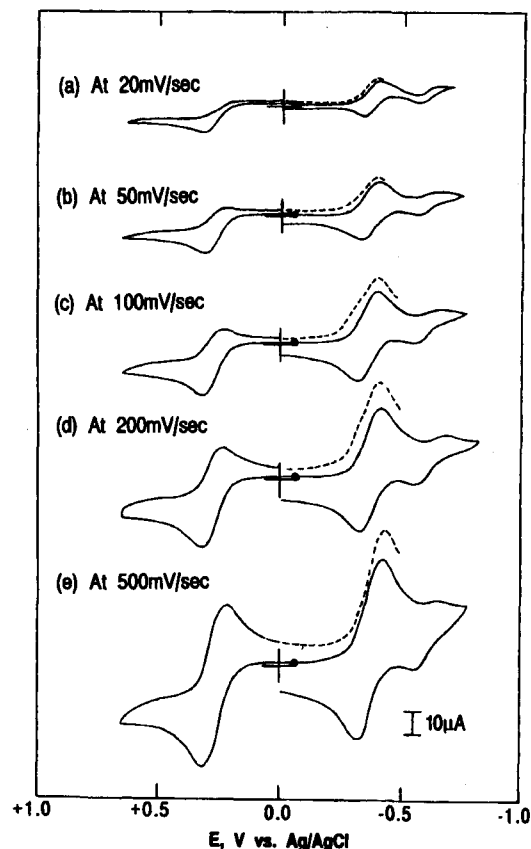 (a) At 20mV/sec
(b) At 50mV/sec
(c) At 100mV/sec
(d) At 200mV/sec
(e) At 500mV/sec
10μA
+1.0 +0.5 0.0 -0.5 -1.0
E, V vs. Ag/AgCl